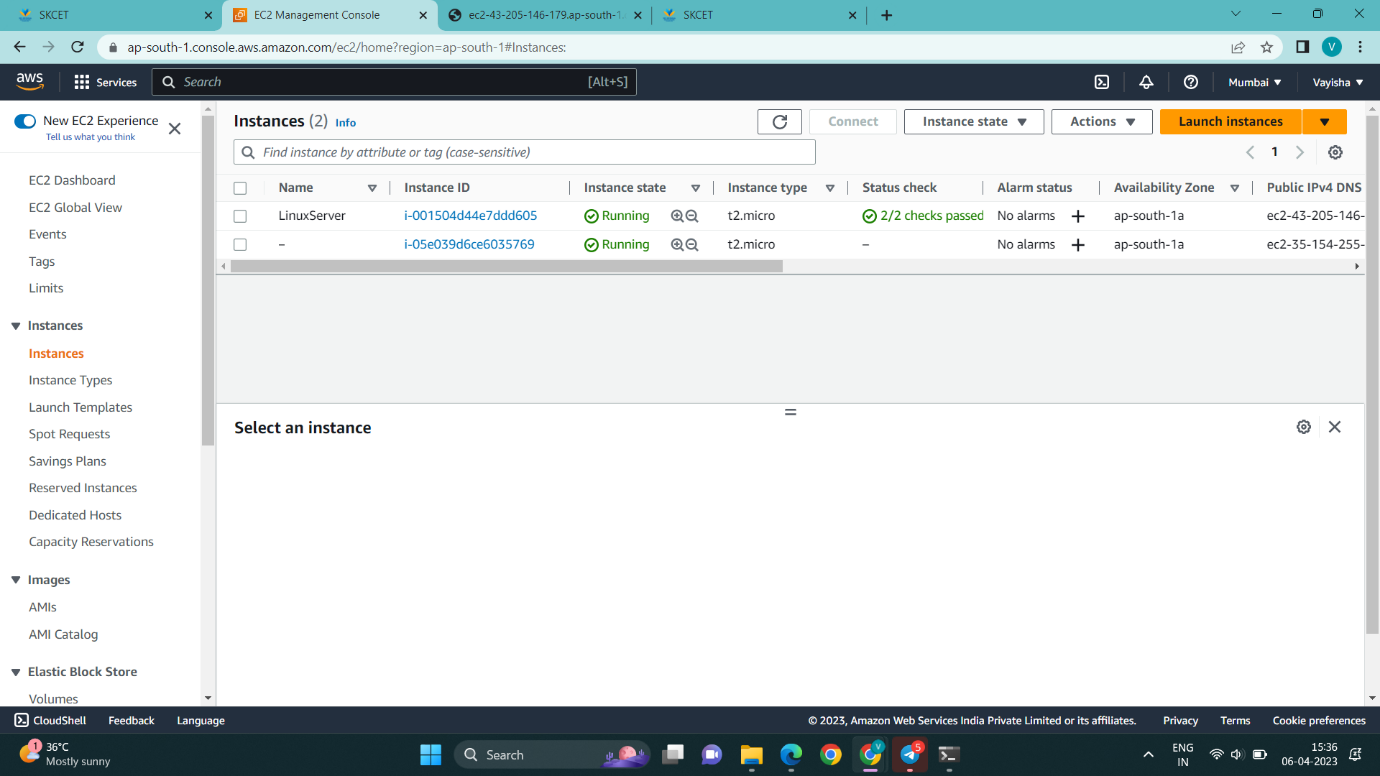 SKCET
EC2 Management Console
ec2-43-205-146-179.ap-south-1.
SKCET
ap-south-1.console.aws.amazon.com/ec2/home?region=ap-south-1#Instances:
V
aws
Services
Search
[Alt+S]
Mumbai
Vayisha
New EC2 Experience
Tell us what you think
EC2 Dashboard
EC2 Global View
Events
Tags
Limits
Instances
Instances
Instance Types
Launch Templates
Spot Requests
Savings Plans
Reserved Instances
Dedicated Hosts
Capacity Reservations
Images
AMIs
AMI Catalog
Elastic Block Store
Volumes
Instances (2) Info
Connect
Instance state
Actions
Launch instances
Find instance by attribute or tag (case-sensitive)
1
Name Instance ID Instance state Instance type Status check Alarm status Availability Zone Public IPv4 DNS
LinuxServer i-001504d44e7ddd605 Running t2.micro 2/2 checks passed No alarms + ap-south-1a ec2-43-205-146-
– i-05e039d6ce6035769 Running t2.micro – No alarms + ap-south-1a ec2-35-154-255-
Select an instance
CloudShell Feedback Language © 2023, Amazon Web Services India Private Limited or its affiliates. Privacy Terms Cookie preferences
1
36°C
Mostly sunny
Search
V
5
ENG
IN
15:36
06-04-2023